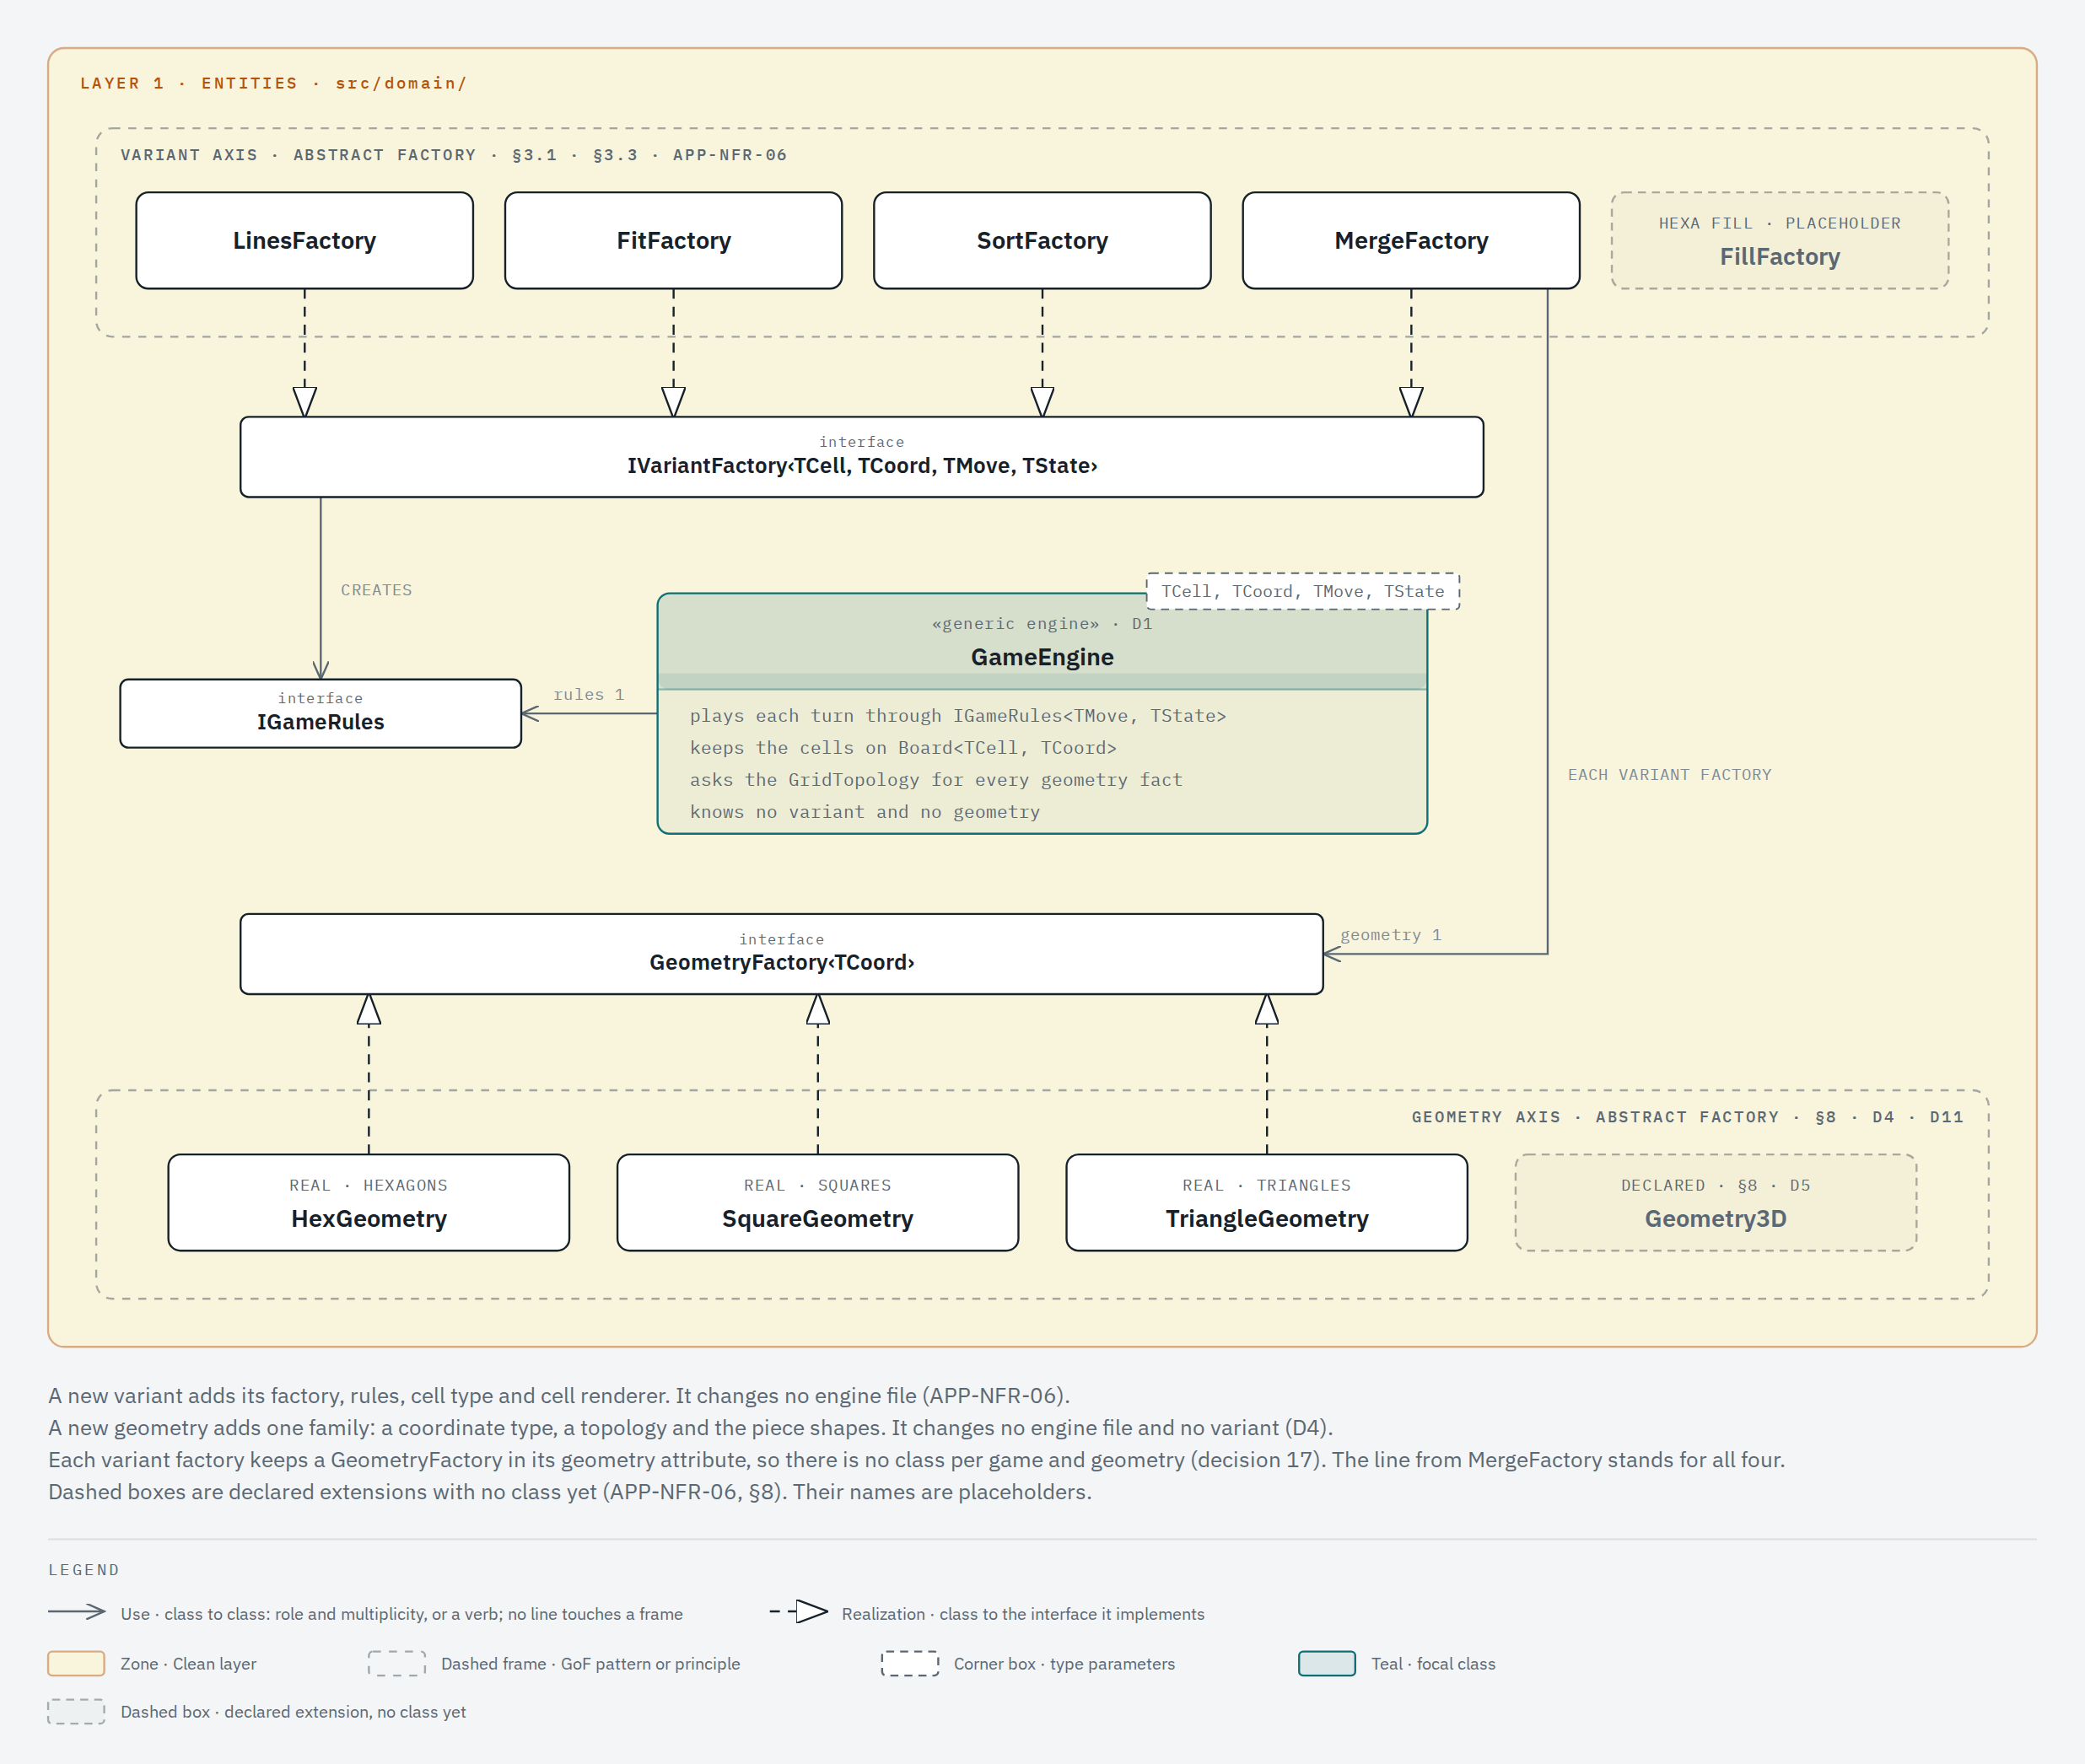 LAYER 1 · ENTITIES · src/domain/
VARIANT AXIS · ABSTRACT FACTORY · §3.1 · §3.3 · APP-NFR-06
LinesFactory
FitFactory
SortFactory
MergeFactory
HEXA FILL · PLACEHOLDER
FillFactory
interface
IVariantFactory‹TCell, TCoord, TMove, TState›
CREATES
TCell, TCoord, TMove, TState
«generic engine» · D1
GameEngine
interface
IGameRules
rules 1
plays each turn through IGameRules<TMove, TState>
keeps the cells on Board<TCell, TCoord>
asks the GridTopology for every geometry fact
knows no variant and no geometry
EACH VARIANT FACTORY
interface
GeometryFactory‹TCoord›
geometry 1
GEOMETRY AXIS · ABSTRACT FACTORY · §8 · D4 · D11
REAL · HEXAGONS
HexGeometry
REAL · SQUARES
SquareGeometry
REAL · TRIANGLES
TriangleGeometry
DECLARED · §8 · D5
Geometry3D
A new variant adds its factory, rules, cell type and cell renderer. It changes no engine file (APP-NFR-06).
A new geometry adds one family: a coordinate type, a topology and the piece shapes. It changes no engine file and no variant (D4).
Each variant factory keeps a GeometryFactory in its geometry attribute, so there is no class per game and geometry (decision 17). The line from MergeFactory stands for all four.
Dashed boxes are declared extensions with no class yet (APP-NFR-06, §8). Their names are placeholders.
LEGEND
Use · class to class: role and multiplicity, or a verb; no line touches a frame
Realization · class to the interface it implements
Zone · Clean layer
Dashed frame · GoF pattern or principle
Corner box · type parameters
Teal · focal class
Dashed box · declared extension, no class yet